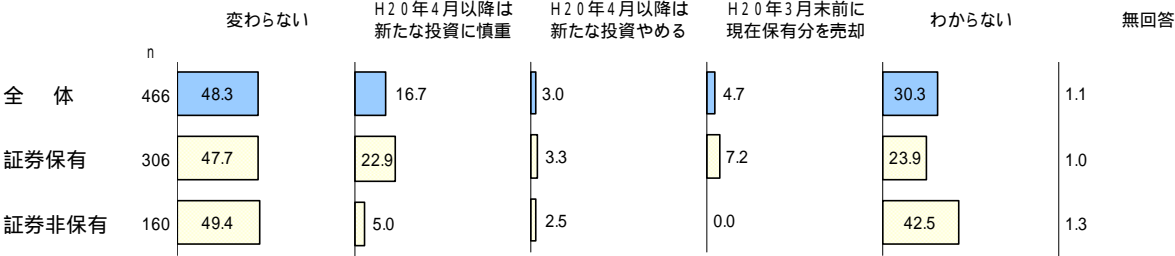 変わらない
H20年4月以降は
新たな投資に慎重
H20年4月以降は
新たな投資やめる
H20年3月末前に
現在保有分を売却
わからない
無回答
n
全 体 466 48.3 16.7 3.0 4.7 30.3 1.1
証券保有 306 47.7 22.9 3.3 7.2 23.9 1.0
証券非保有 160 49.4 5.0 2.5 0.0 42.5 1.3